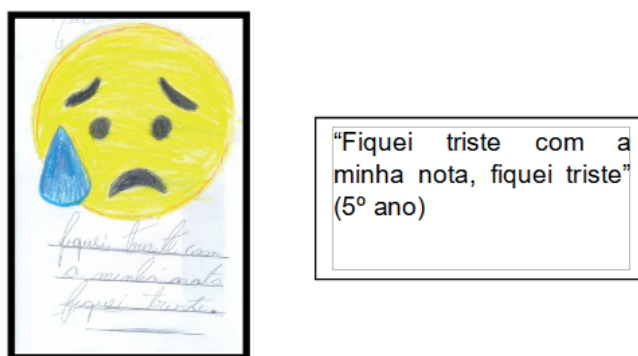 fiquei triste com
a minha nota
fiquei triste.
“Fiquei triste com a
minha nota, fiquei triste”
(5º ano)